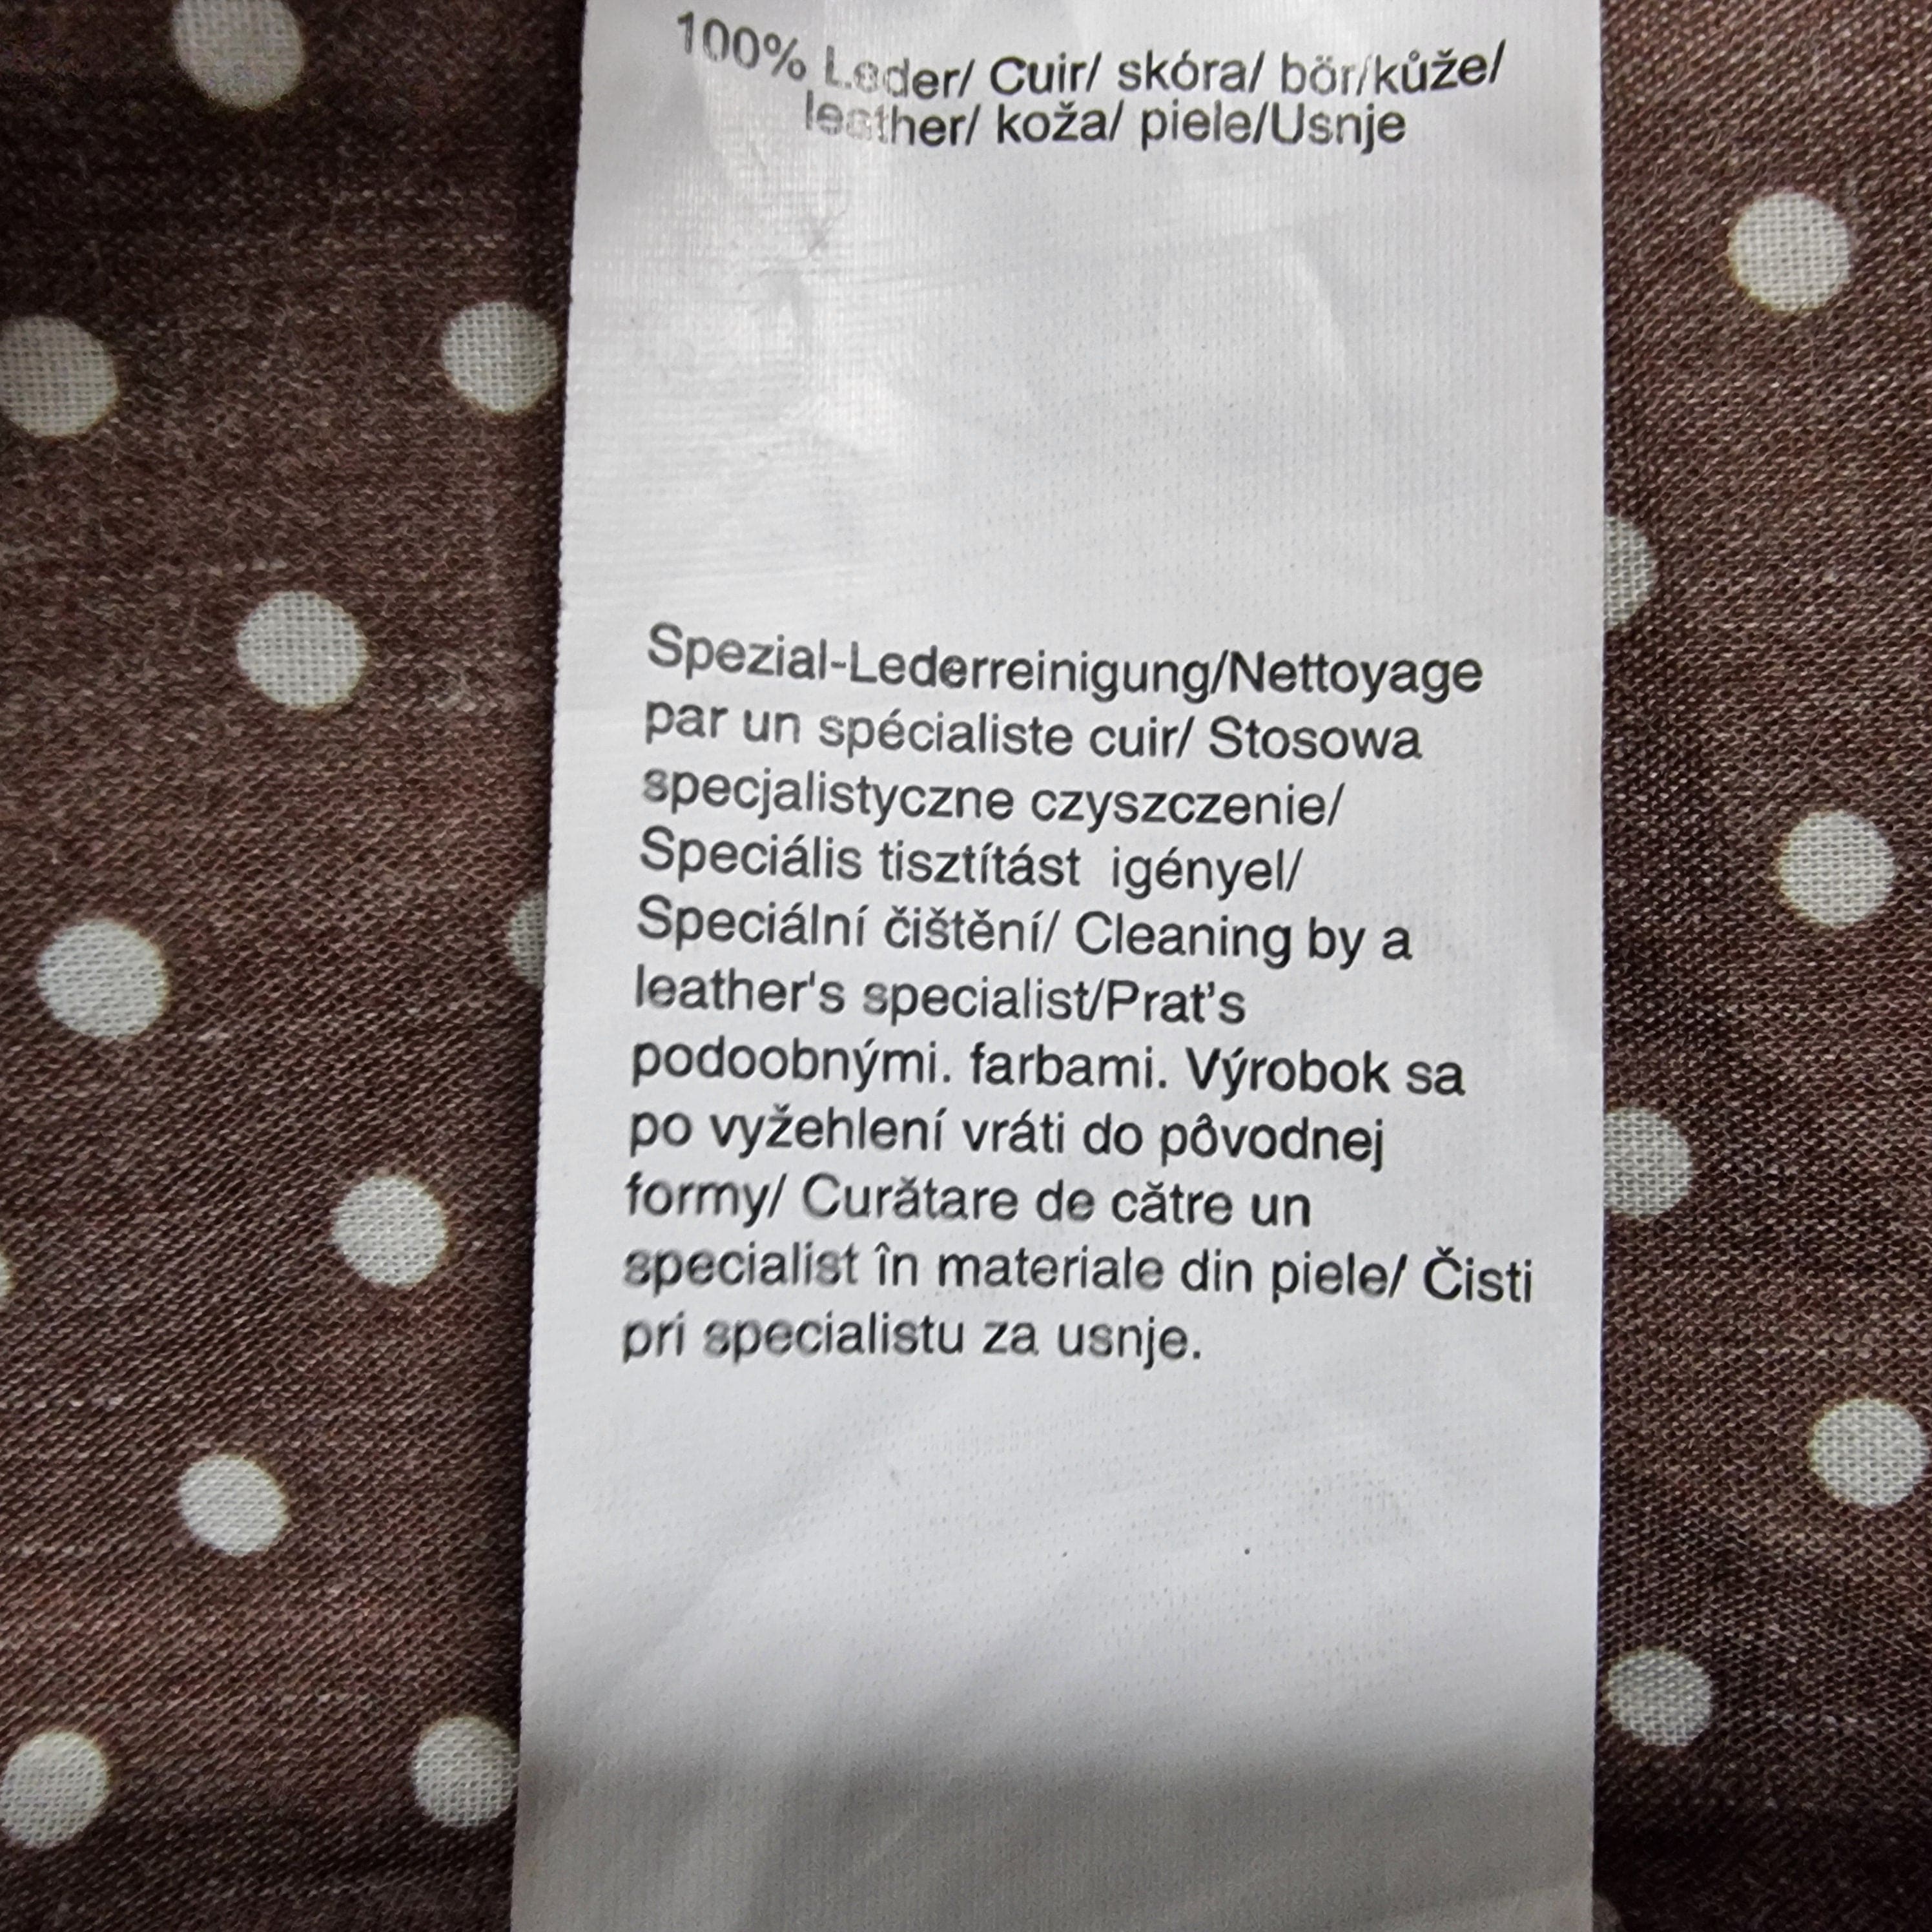 100% Leder/ Cuir/ skóra/ bör/kůže/
leather/ koža/ piele/Usnje
Spezial-Lederreinigung/Nettoyage
par un spécialiste cuir/ Stosowa
specjalistyczne czyszczenie/
Speciális tisztítást igényel/
Speciální čištění/ Cleaning by a
leather's specialist/Prat's
podoobnými. farbami. Výrobok sa
po vyžehlení vráti do pôvodnej
formy/ Curătare de către un
specialist în materiale din piele/ Čisti
pri specialistu za usnje.